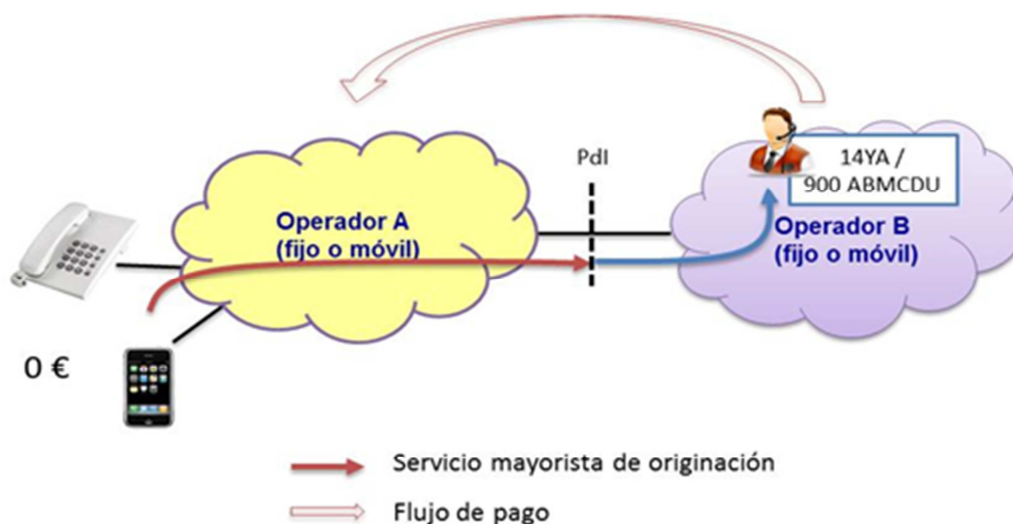 PdI
14YA /
900 ABMCDU
Operador A
(fijo o móvil)
Operador B
(fijo o móvil)
0 €
Servicio mayorista de originación
Flujo de pago